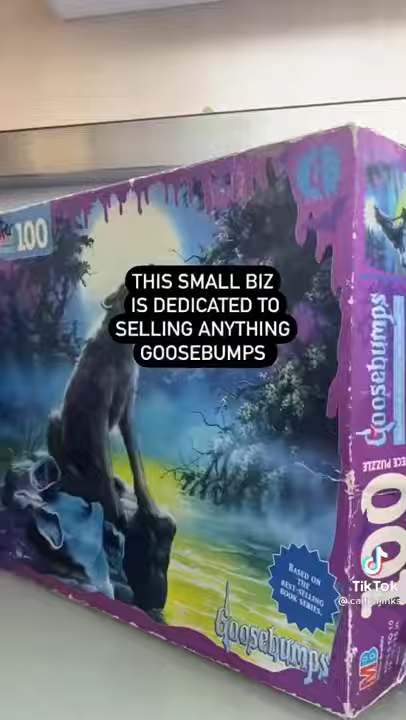 100
THIS SMALL BIZ
IS DEDICATED TO
SELLING ANYTHING
GOOSEBUMPS
BASED ON
THE
BEST-SELLING
BOOK SERIES.
Goosebumps
Goosebumps
PUZZLE
100
MB
TikTok